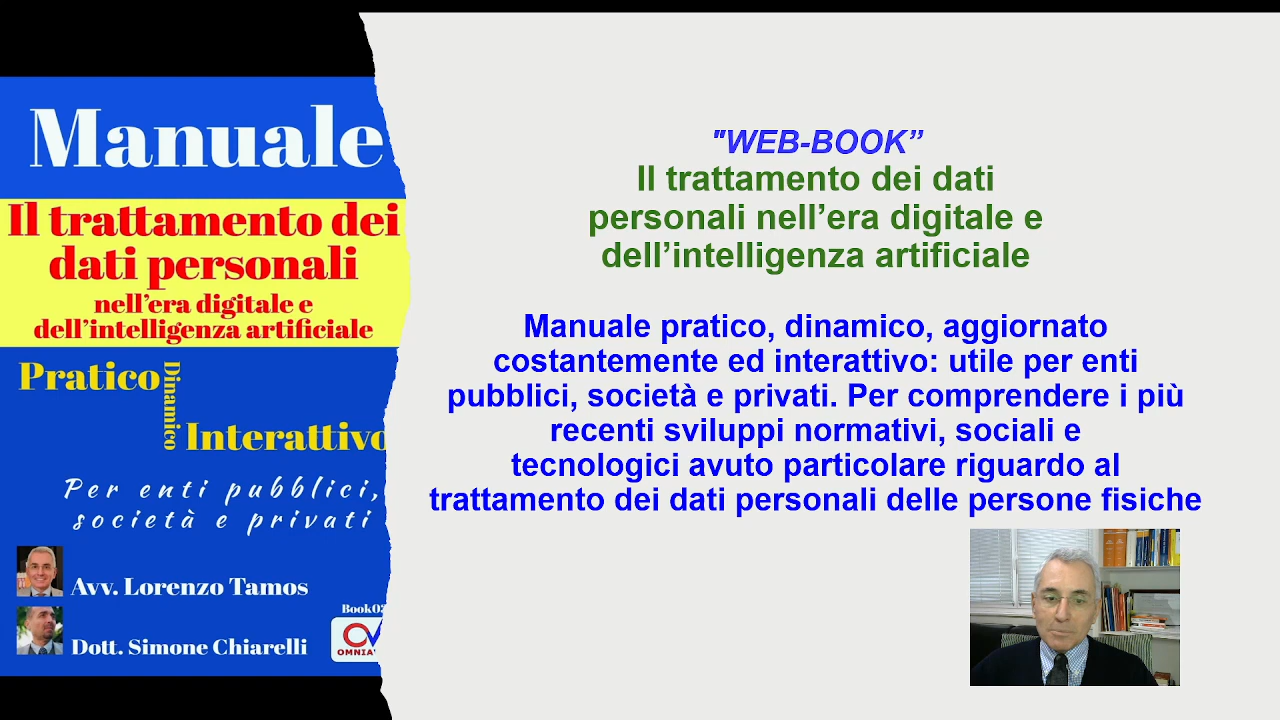 Manuale
Il trattamento dei
dati personali
nell'era digitale e
dell'intelligenza artificiale
Pratico
Dinamico
Interattivo
Per enti pubblici,
società e privati
Avv. Lorenzo Tamos
Dott. Simone Chiarelli
OMNIA
"WEB-BOOK”
Il trattamento dei dati
personali nell’era digitale e
dell’intelligenza artificiale
Manuale pratico, dinamico, aggiornato
costantemente ed interattivo: utile per enti
pubblici, società e privati. Per comprendere i più
recenti sviluppi normativi, sociali e
tecnologici avuto particolare riguardo al
trattamento dei dati personali delle persone fisiche